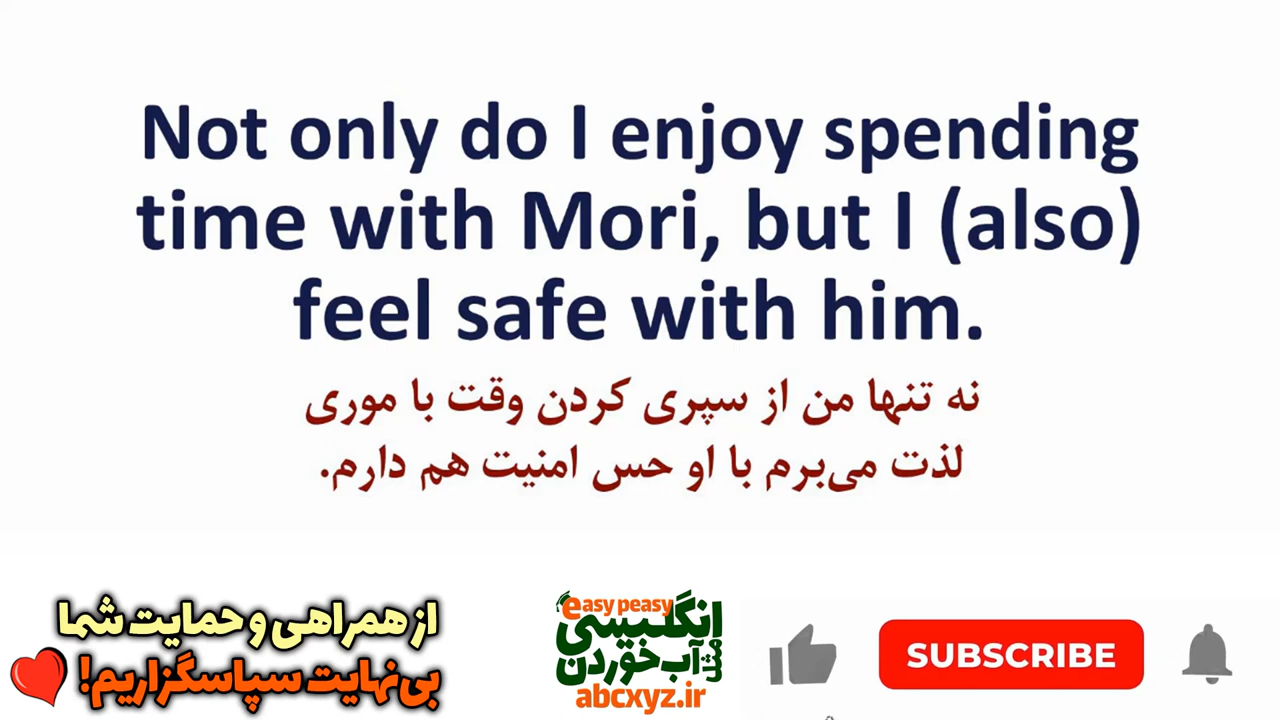 Not only do I enjoy spending
time with Mori, but I (also)
feel safe with him.
نه تنها من از سپری کردن وقت با موری
لذت می‌برم با او حس امنیت هم دارم.
از همراهی و حمایت شما
بی‌نهایت سپاسگزاریم!
easy peasy
انگلیسی
مثل آب خوردن
abcxyz.ir
SUBSCRIBE